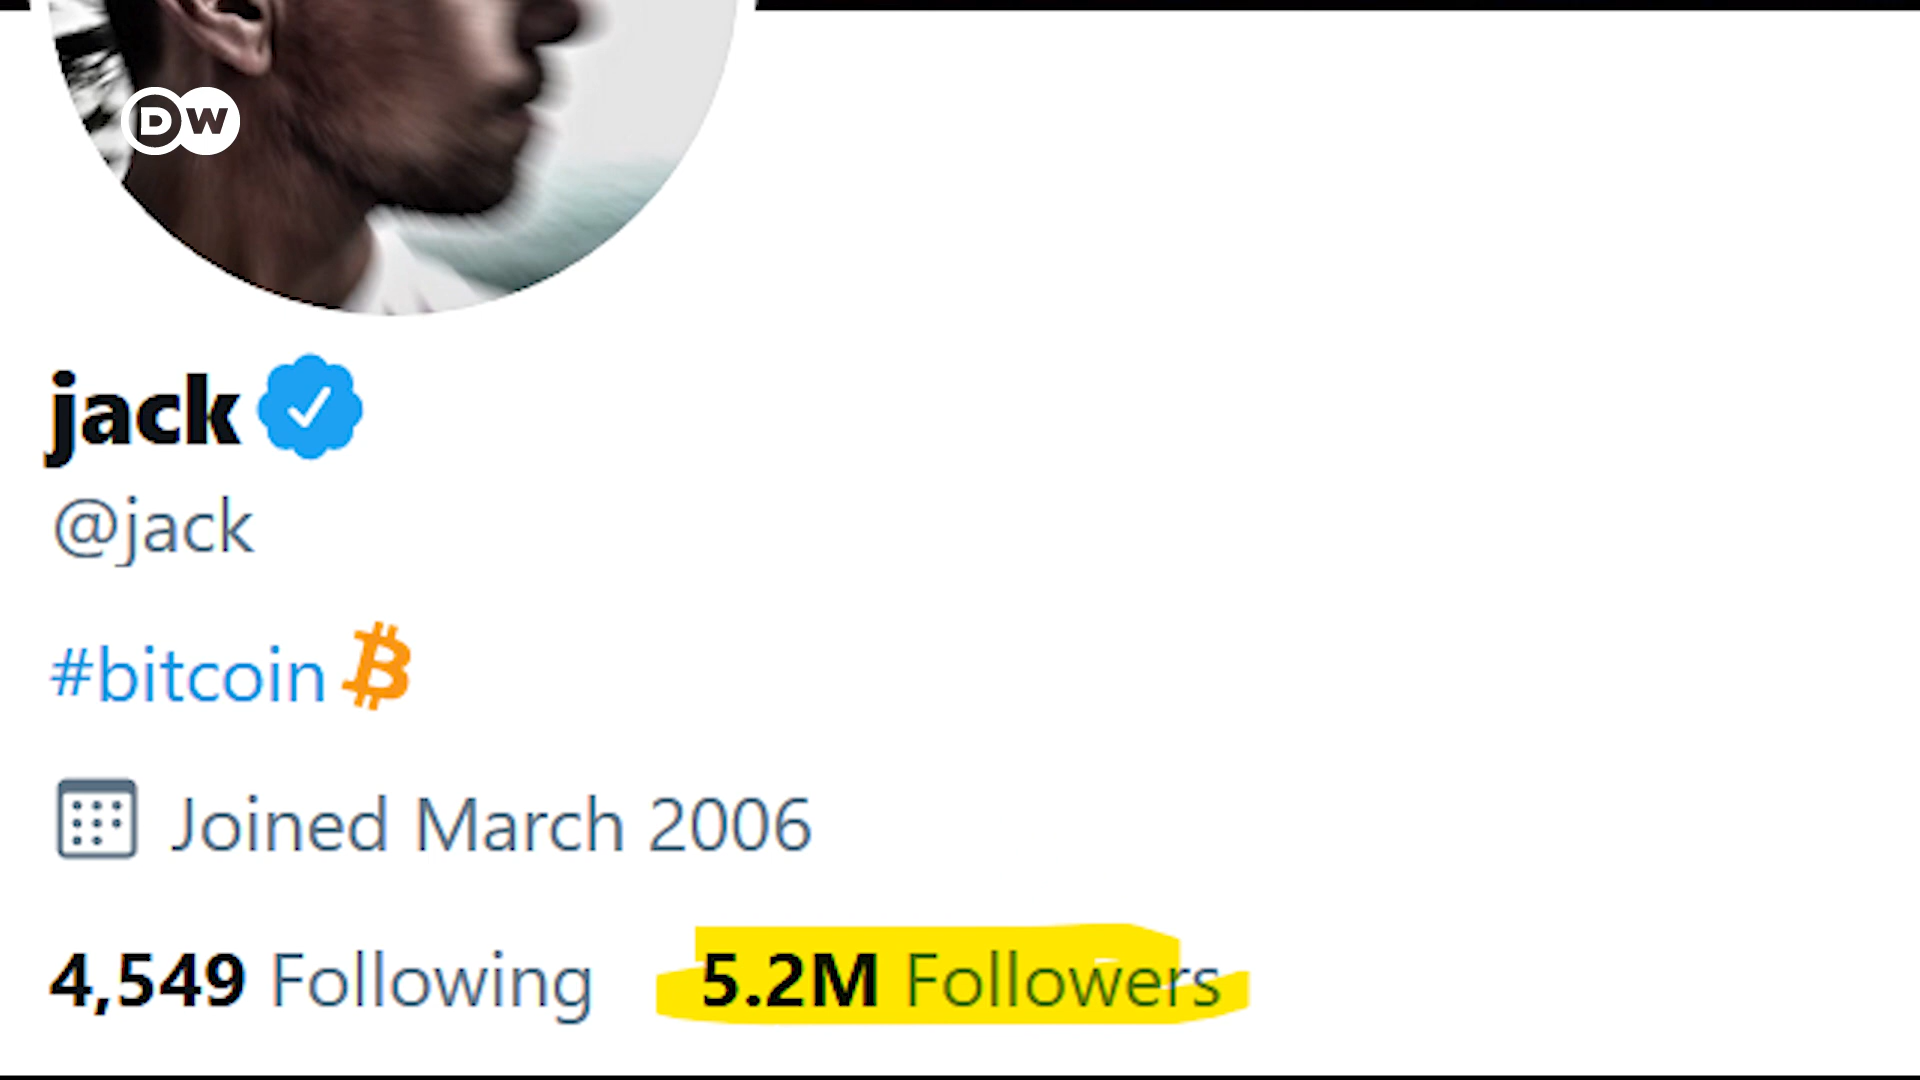 DW
jack
@jack
#bitcoin
Joined March 2006
4,549 Following 5.2M Followers